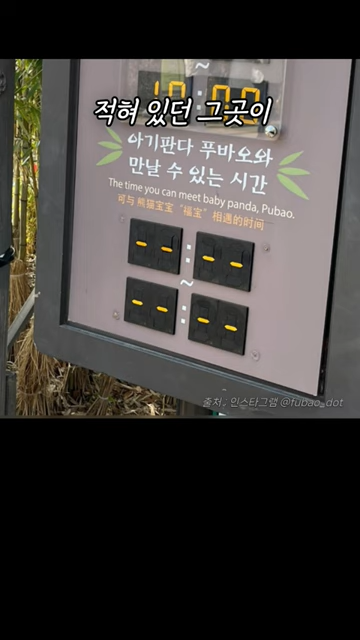 ~
10:00
적혀 있던 그곳이
아기판다 푸바오와
만날 수 있는 시간
The time you can meet baby panda, Pubao.
可与 熊猫宝宝 "福宝" 相遇的时间
--:--
~
--:--
출처 : 인스타그램 @fubao_dot